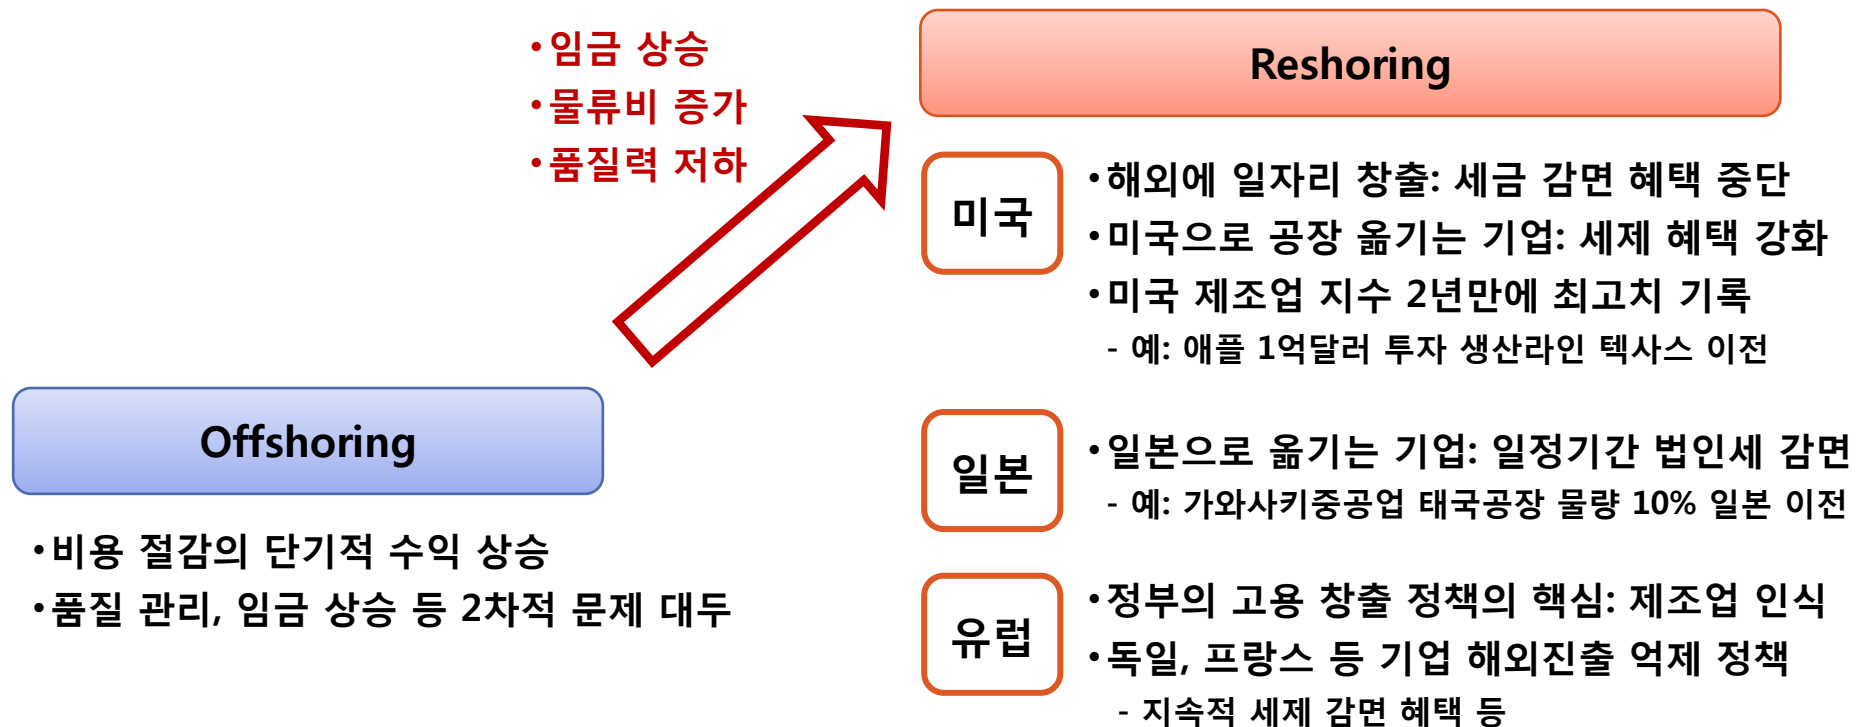 •임금 상승
•물류비 증가
•품질력 저하
Reshoring
미국
•해외에 일자리 창출: 세금 감면 혜택 중단
•미국으로 공장 옮기는 기업: 세제 혜택 강화
•미국 제조업 지수 2년만에 최고치 기록
- 예: 애플 1억달러 투자 생산라인 텍사스 이전
Offshoring
•비용 절감의 단기적 수익 상승
•품질 관리, 임금 상승 등 2차적 문제 대두
일본
•일본으로 옮기는 기업: 일정기간 법인세 감면
- 예: 가와사키중공업 태국공장 물량 10% 일본 이전
유럽
•정부의 고용 창출 정책의 핵심: 제조업 인식
•독일, 프랑스 등 기업 해외진출 억제 정책
- 지속적 세제 감면 혜택 등